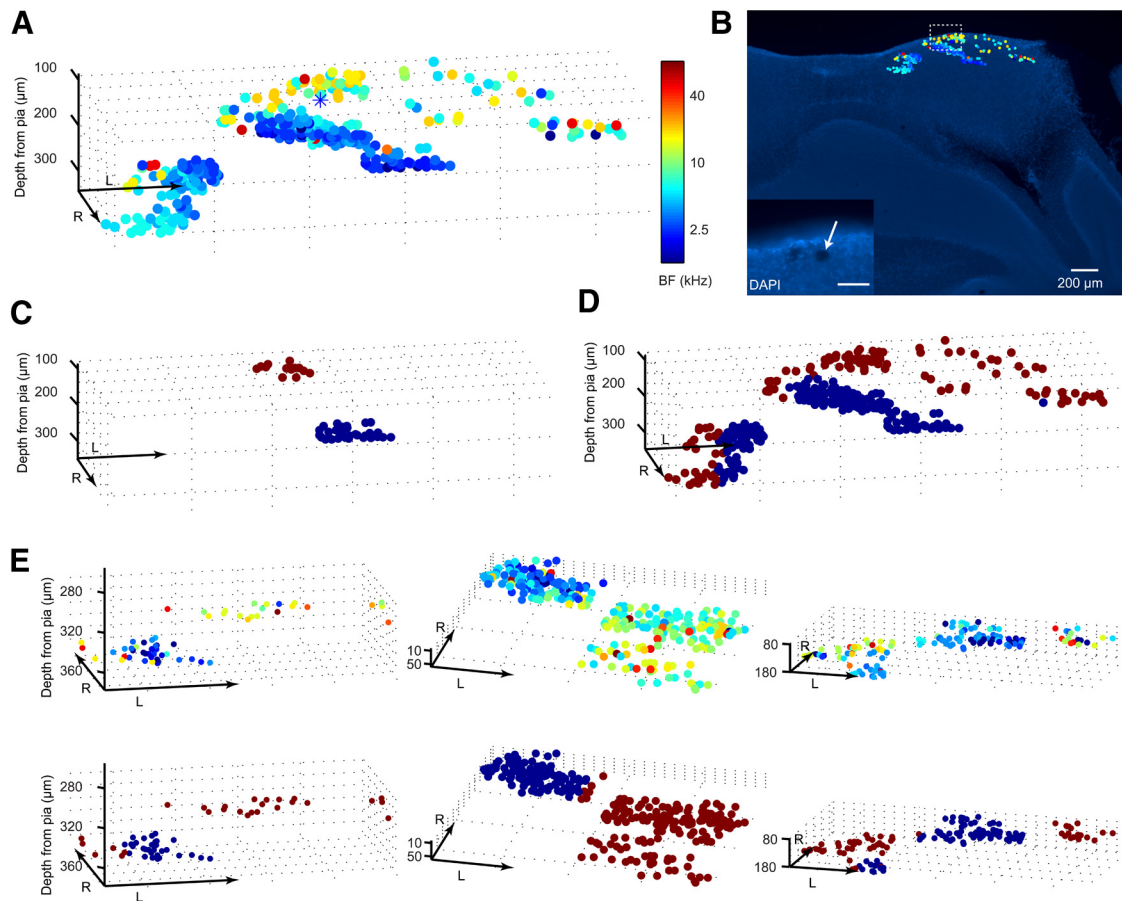 A
Depth from pia (µm)
100
200
300
L
R
40
10
2.5
BF (kHz)
B
DAPI
200 µm
C
Depth from pia (µm)
100
200
300
L
R
D
Depth from pia (µm)
100
200
300
L
R
E
Depth from pia (µm)
280
320
360
R
L
R
10
50
L
R
80
180
L
Depth from pia (µm)
280
320
360
R
L
R
10
50
L
R
80
180
L